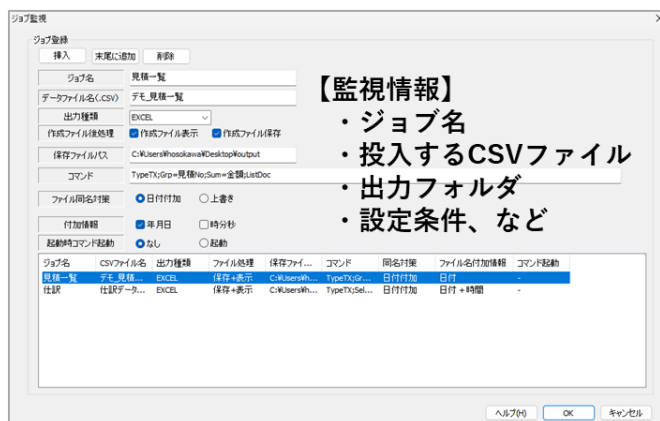 ジョブ監視
ジョブ登録
挿入 末尾に追加 削除
ジョブ名 見積一覧
データファイル名(.CSV) デモ_見積一覧
出力種類 EXCEL
作成ファイル後処理 作成ファイル表示 作成ファイル保存
保存ファイルパス C:¥Users¥hosokawa¥Desktop¥output
コマンド TypeTX;Grp=見積No;Sum=金額;ListDoc
ファイル同名対策 日付付加 上書き
付加情報 年月日 時分秒
起動時コマンド起動 なし 起動
【監視情報】
・ジョブ名
・投入するCSVファイル
・出力フォルダ
・設定条件、など
ジョブ名 CSVファイル名 出力種類 ファイル処理 保存ファイ... コマンド 同名対策 ファイル名付加情報 コマンド起動
見積一覧 デモ_見積... EXCEL 保存+表示 C:¥Users¥h... TypeTX;Gr... 日付付加 日付 -
仕訳 仕訳データ... EXCEL 保存+表示 C:¥Users¥h... TypeTX;Sel... 日付付加 日付 + 時間 -
ヘルプ(H) OK キャンセル